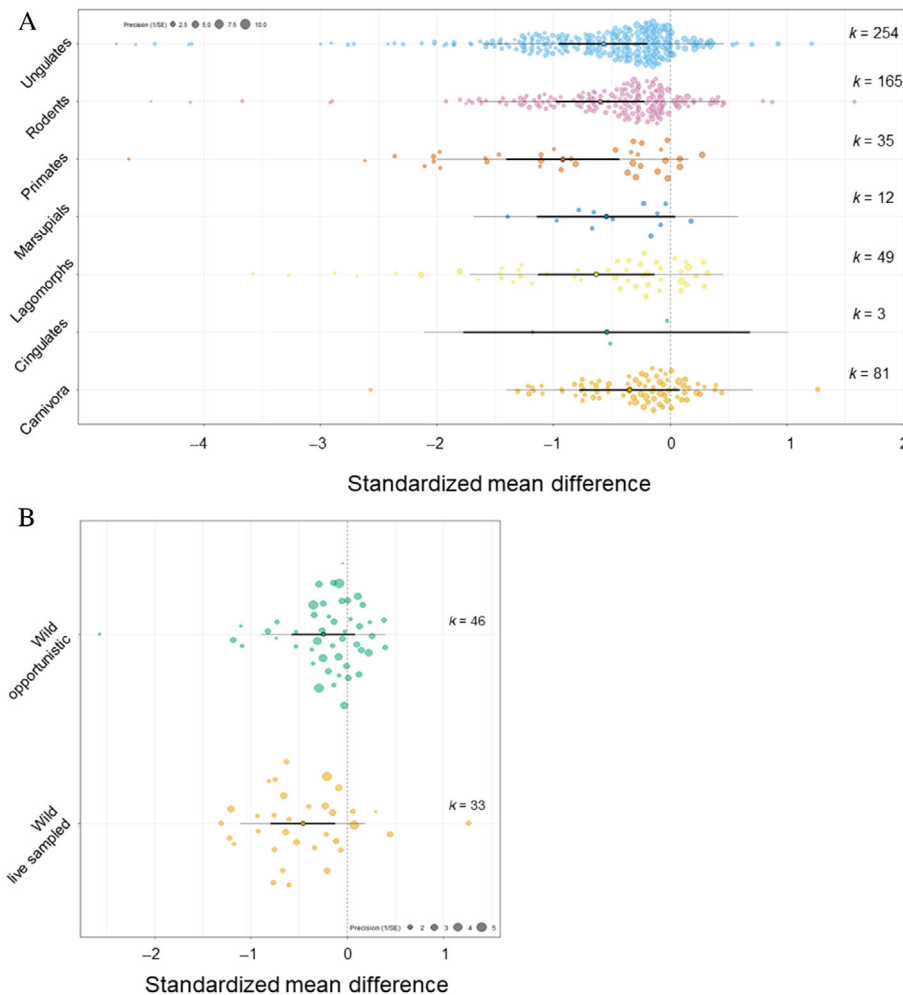 A
Precision (1/SE) 2.5 5.0 7.5 10.0
Ungulates
k = 254
Rodents
k = 165
Primates
k = 35
Marsupials
k = 12
Lagomorphs
k = 49
Cingulates
k = 3
Carnivora
k = 81
–4 –3 –2 –1 0 1 2
Standardized mean difference
B
Wild
opportunistic
k = 46
Wild
live sampled
k = 33
Precision (1/SE) 2 3 4 5
–2 –1 0 1
Standardized mean difference